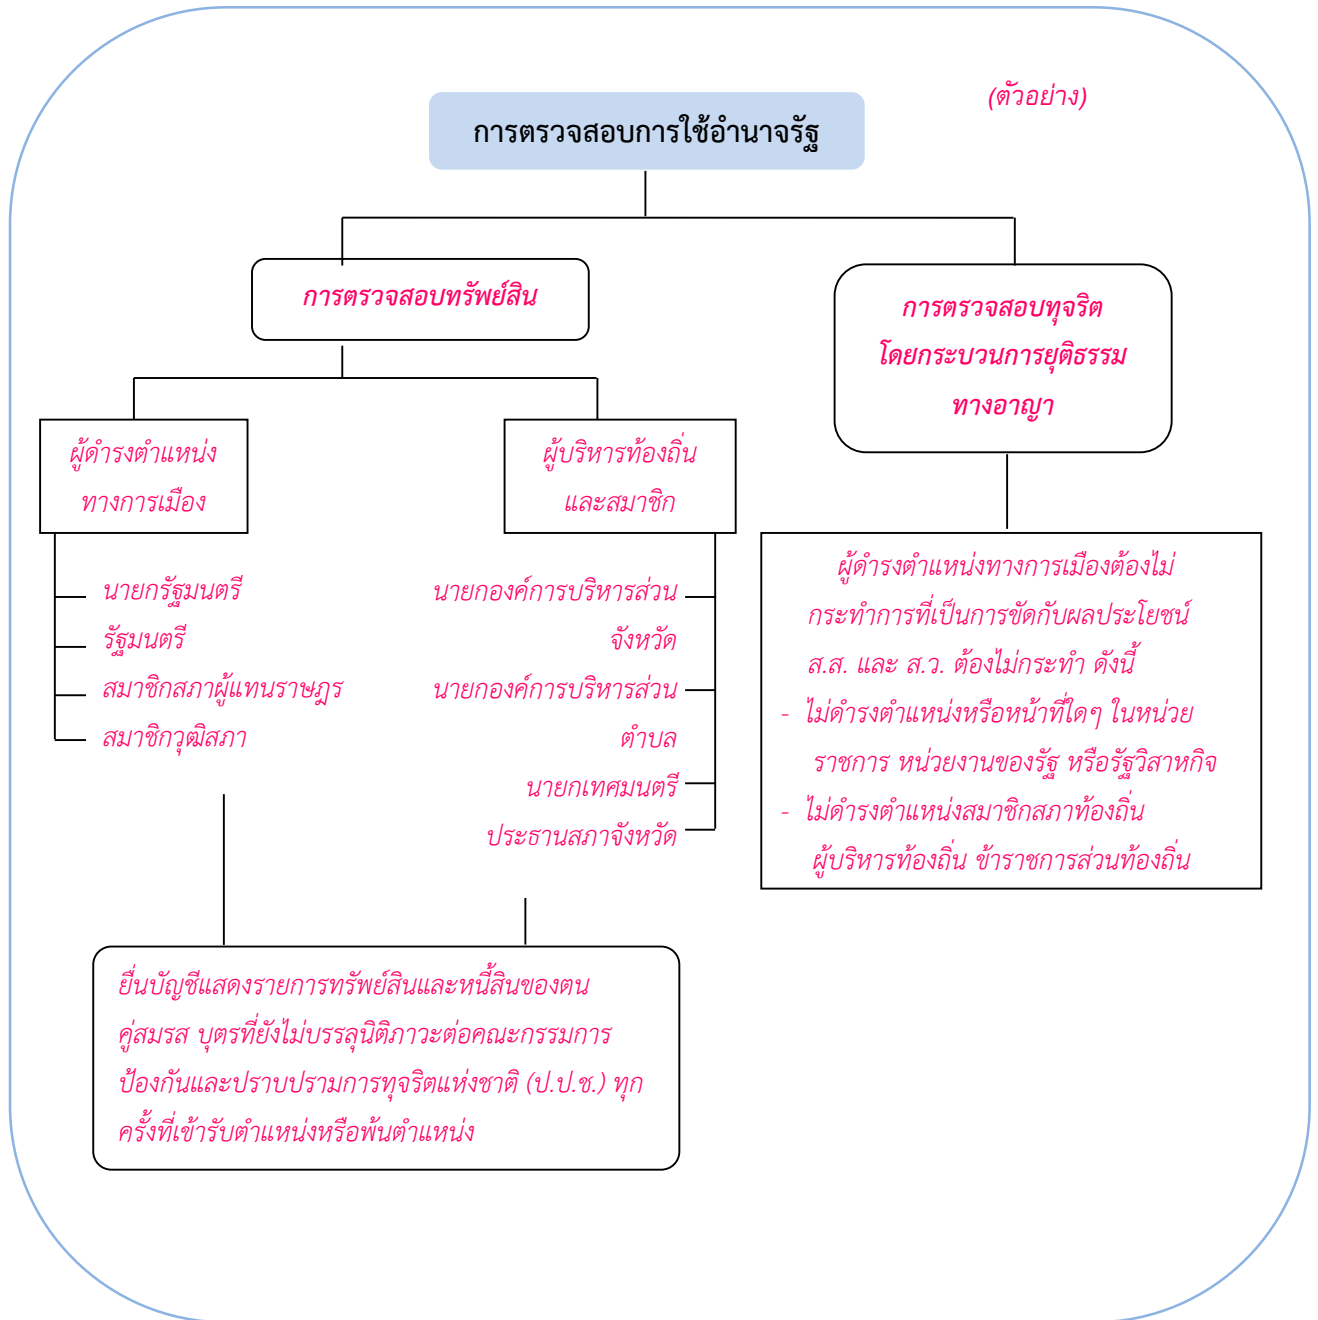 (ตัวอย่าง)
การตรวจสอบการใช้อำนาจรัฐ
การตรวจสอบทรัพย์สิน
การตรวจสอบทุจริต
โดยกระบวนการยุติธรรม
ทางอาญา
ผู้ดำรงตำแหน่ง
ทางการเมือง
ผู้บริหารท้องถิ่น
และสมาชิก
นายกรัฐมนตรี
รัฐมนตรี
สมาชิกสภาผู้แทนราษฎร
สมาชิกวุฒิสภา
นายกองค์การบริหารส่วน
จังหวัด
นายกองค์การบริหารส่วน
ตำบล
นายกเทศมนตรี
ประธานสภาจังหวัด
ผู้ดำรงตำแหน่งทางการเมืองต้องไม่
กระทำการที่เป็นการขัดกับผลประโยชน์
ส.ส. และ ส.ว. ต้องไม่กระทำ ดังนี้
- ไม่ดำรงตำแหน่งหรือหน้าที่ใดๆ ในหน่วย
ราชการ หน่วยงานของรัฐ หรือรัฐวิสาหกิจ
- ไม่ดำรงตำแหน่งสมาชิกสภาท้องถิ่น
ผู้บริหารท้องถิ่น ข้าราชการส่วนท้องถิ่น
ยื่นบัญชีแสดงรายการทรัพย์สินและหนี้สินของตน
คู่สมรส บุตรที่ยังไม่บรรลุนิติภาวะต่อคณะกรรมการ
ป้องกันและปราบปรามการทุจริตแห่งชาติ (ป.ป.ช.) ทุก
ครั้งที่เข้ารับตำแหน่งหรือพ้นตำแหน่ง